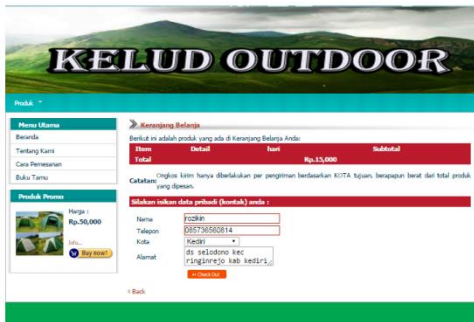 KELUD OUTDOOR
Produk
Menu Utama
Beranda
Tentang Kami
Cara Pemesanan
Buku Tamu
Produk Promo
Harga :
Rp.50,000
Info...
Buy now!
Keranjang Belanja
Berikut ini adalah produk yang ada di Keranjang Belanja Anda:
Item Detail hari Subtotal
Total Rp.15,000
Catatan: Ongkos kirim hanya diberlakukan per pengiriman berdasarkan KOTA tujuan, berapapun berat dari total produk
yang dipesan.
Silakan isikan data pribadi (kontak) anda :
Nama rozikin
Telepon 085736560814
Kota Kediri
Alamat ds selodono kec
ringinrejo kab kediri
Check Out
Back